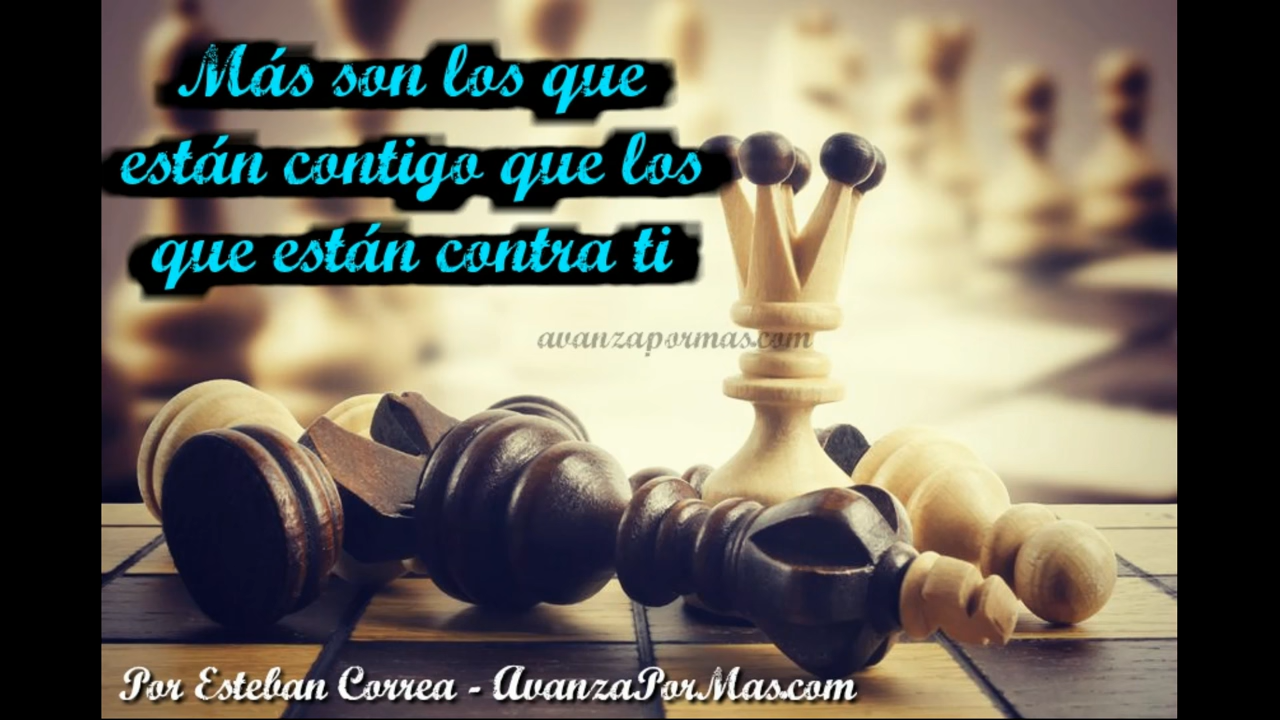 Más son los que
están contigo que los
que están contra ti
avanzapormas.com
Por Esteban Correa - AvanzaPorMas.com